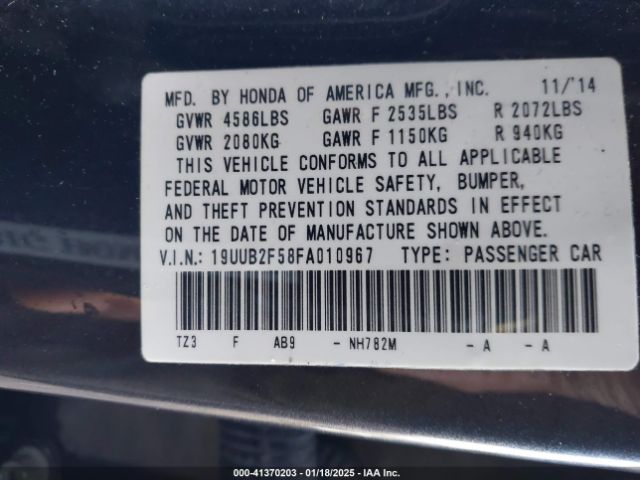 MFD. BY HONDA OF AMERICA MFG., INC. 11/'14
GVWR 4586LBS GAWR F 2535LBS R 2072LBS
GVWR 2080KG GAWR F 1150KG R 940KG
THIS VEHICLE CONFORMS TO ALL APPLICABLE
FEDERAL MOTOR VEHICLE SAFETY, BUMPER,
AND THEFT PREVENTION STANDARDS IN EFFECT
ON THE DATE OF MANUFACTURE SHOWN ABOVE.
V.I.N.: 19UUB2F58FA010967 TYPE: PASSENGER CAR
TZ3 F AB9 - NH782M - A - A
000-41370203 - 01/18/2025 - IAA Inc.